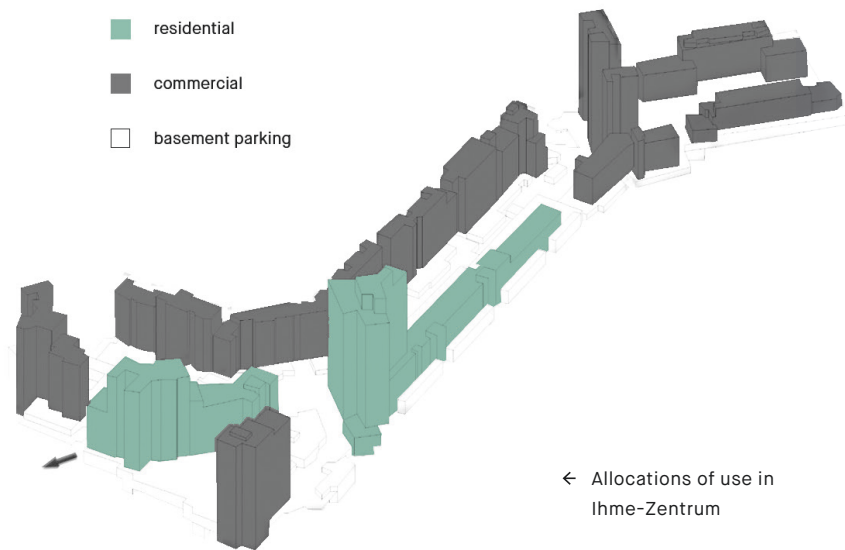 residential
commercial
basement parking
← Allocations of use in
Ihme-Zentrum